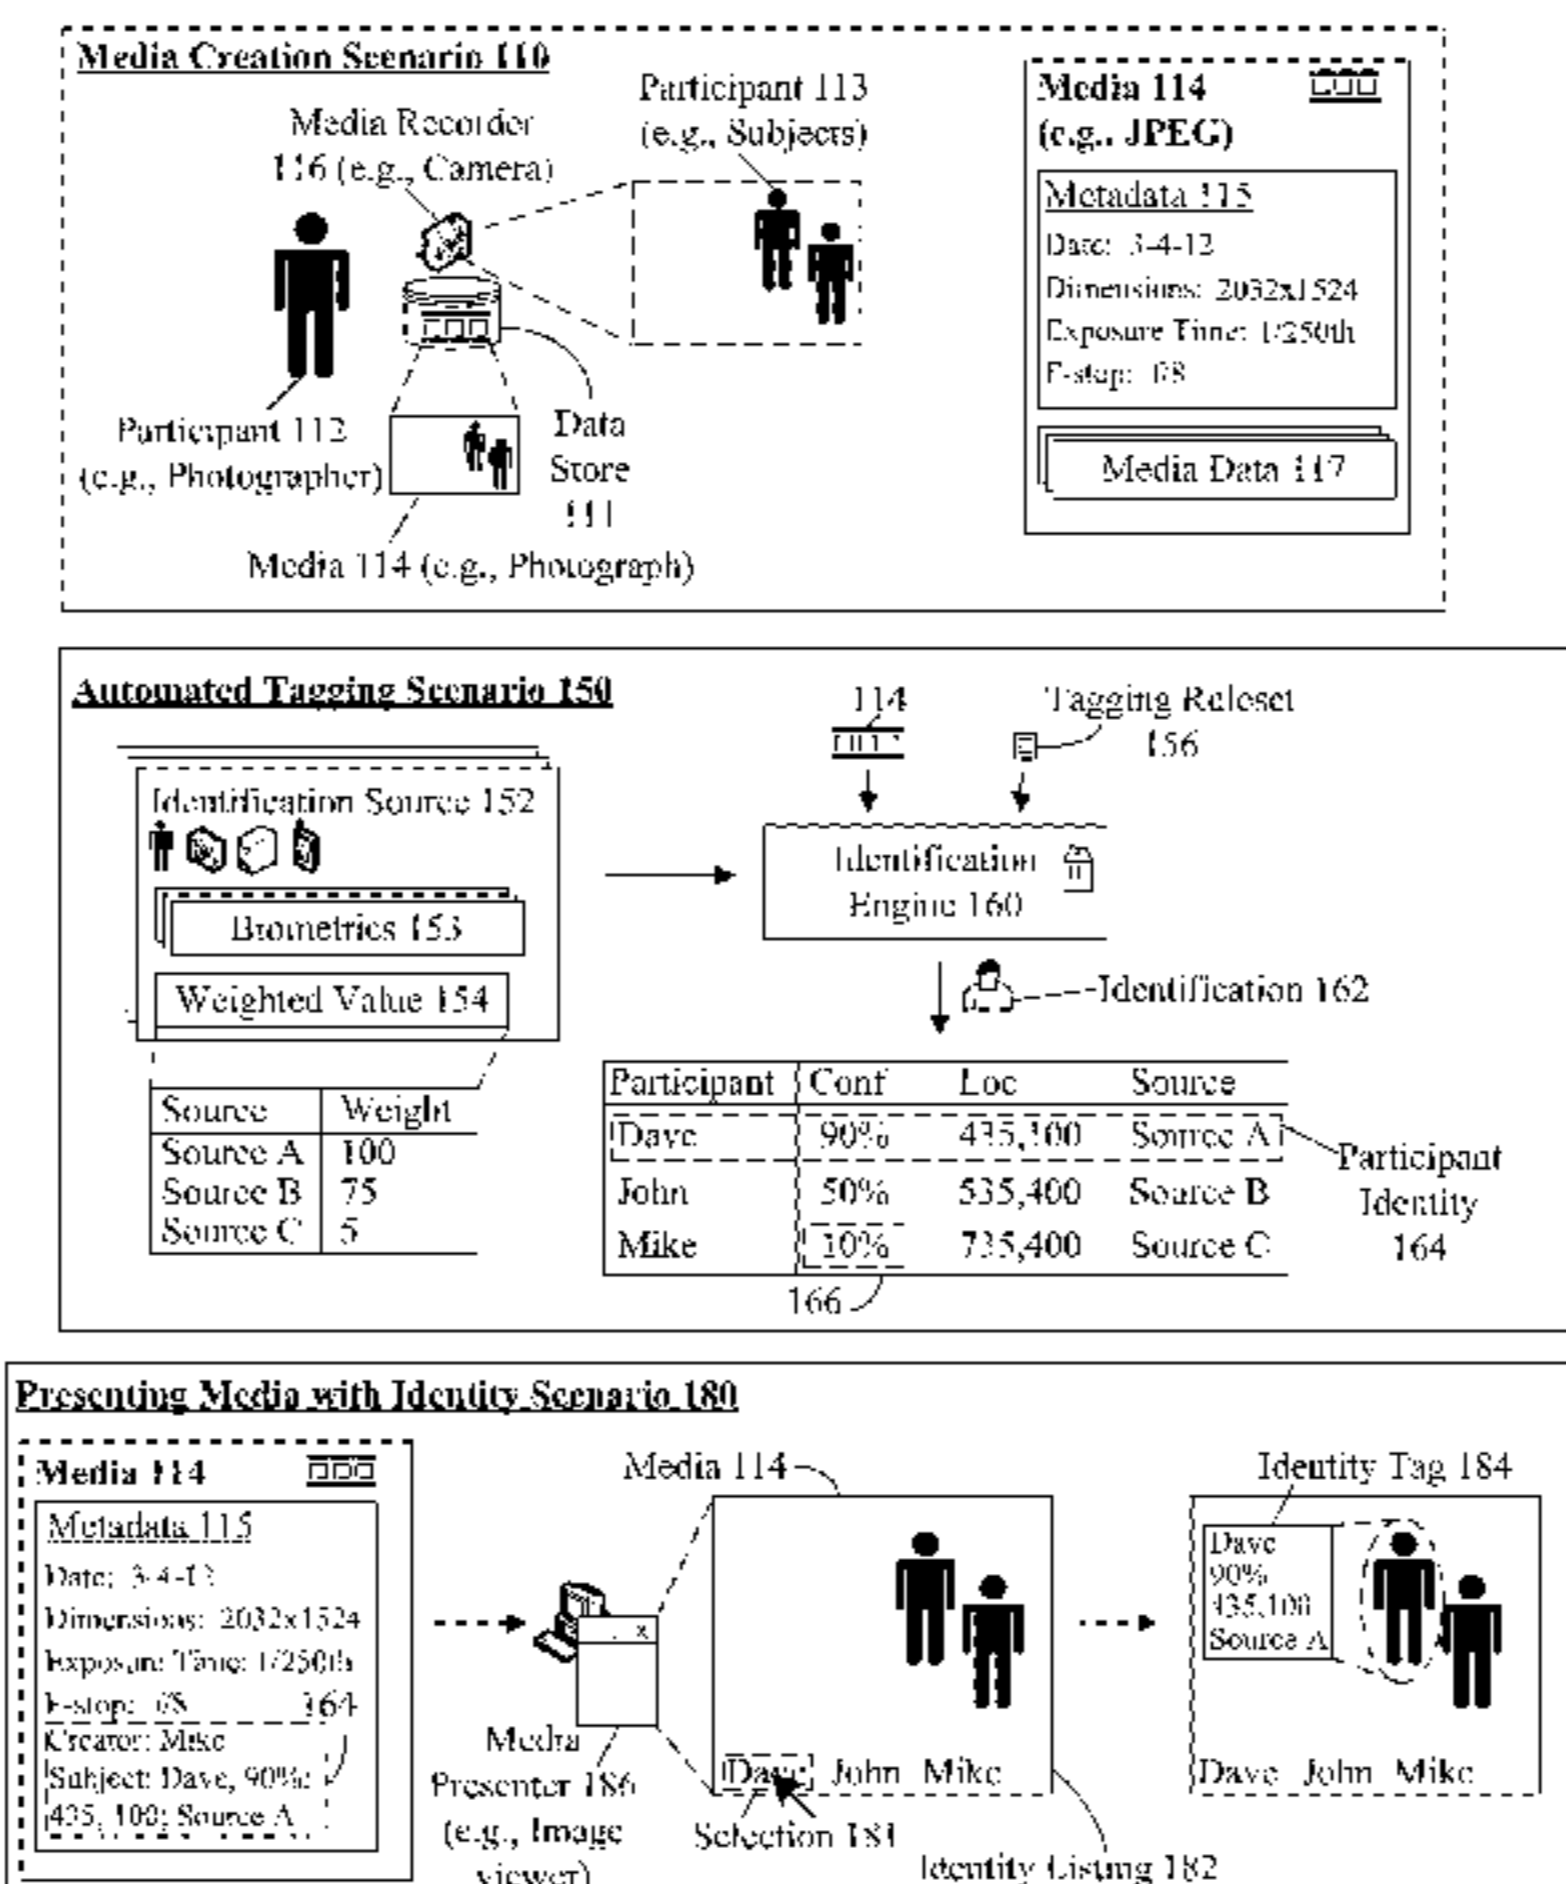 Media Creation Scenario 110
Media Recorder
116 (e.g., Camera)
Participant 113
(e.g., Subjects)
Participant 112
(e.g., Photographer)
Data
Store
111
Media 114 (e.g., Photograph)
Media 114
(e.g., JPEG)
Metadata 115
Date: 3-4-12
Dimensions: 2032x1524
Exposure Time: 1/250th
F-stop: f/8
Media Data 117
Automated Tagging Scenario 150
Identification Source 152
Biometrics 153
Weighted Value 154
Source Weight
Source A 100
Source B 75
Source C 5
114
Tagging Ruleset
156
Identification
Engine 160
Identification 162
Participant Conf Loc Source
Dave 90% 435,100 Source A
John 50% 535,400 Source B
Mike 10% 735,400 Source C
Participant
Identity
164
166
Presenting Media with Identity Scenario 180
Media 114
Metadata 115
Date: 3-4-12
Dimensions: 2032x1524
Exposure Time: 1/250th
F-stop: f/8 164
Creator: Mike
Subject: Dave, 90%;
435, 100; Source A
Media
Presenter 186
(e.g., Image
viewer)
Media 114
Dave John Mike
Selection 181
Identity Listing 182
Identity Tag 184
Dave
90%
435,100
Source A
Dave John Mike